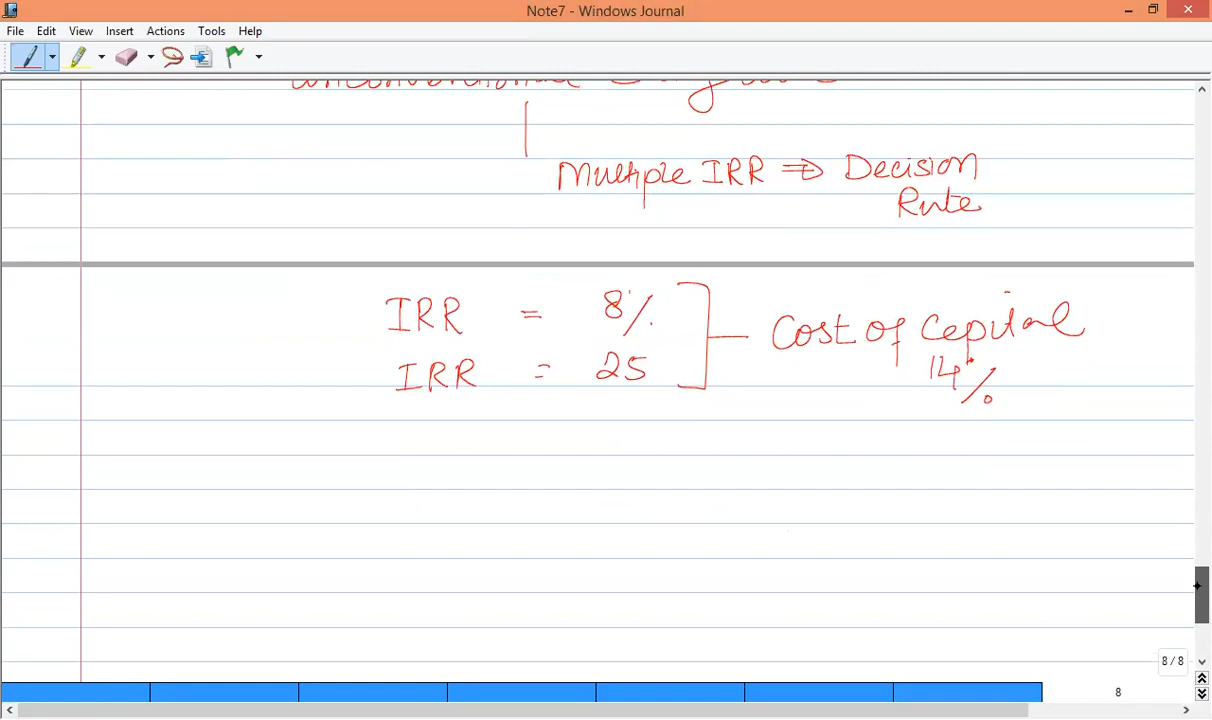 Note7 - Windows Journal
File Edit View Insert Actions Tools Help
unconventional
Multiple IRR ⇒ Decision
Rule
IRR = 8%
IRR = 25
Cost of Capital
14%
8 / 8
8